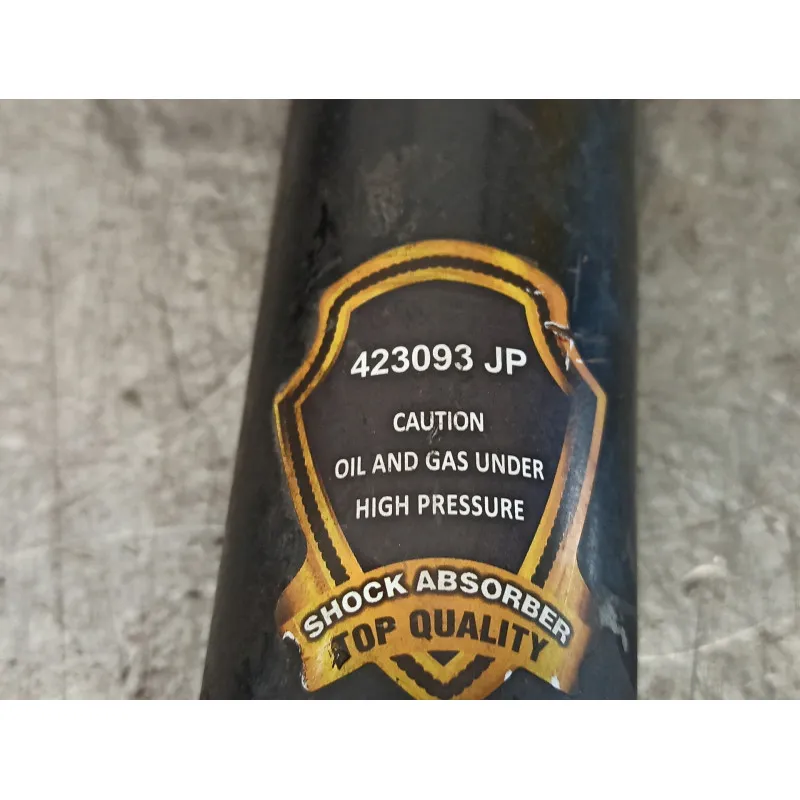 423093 JP
CAUTION
OIL AND GAS UNDER
HIGH PRESSURE
SHOCK ABSORBER
TOP QUALITY